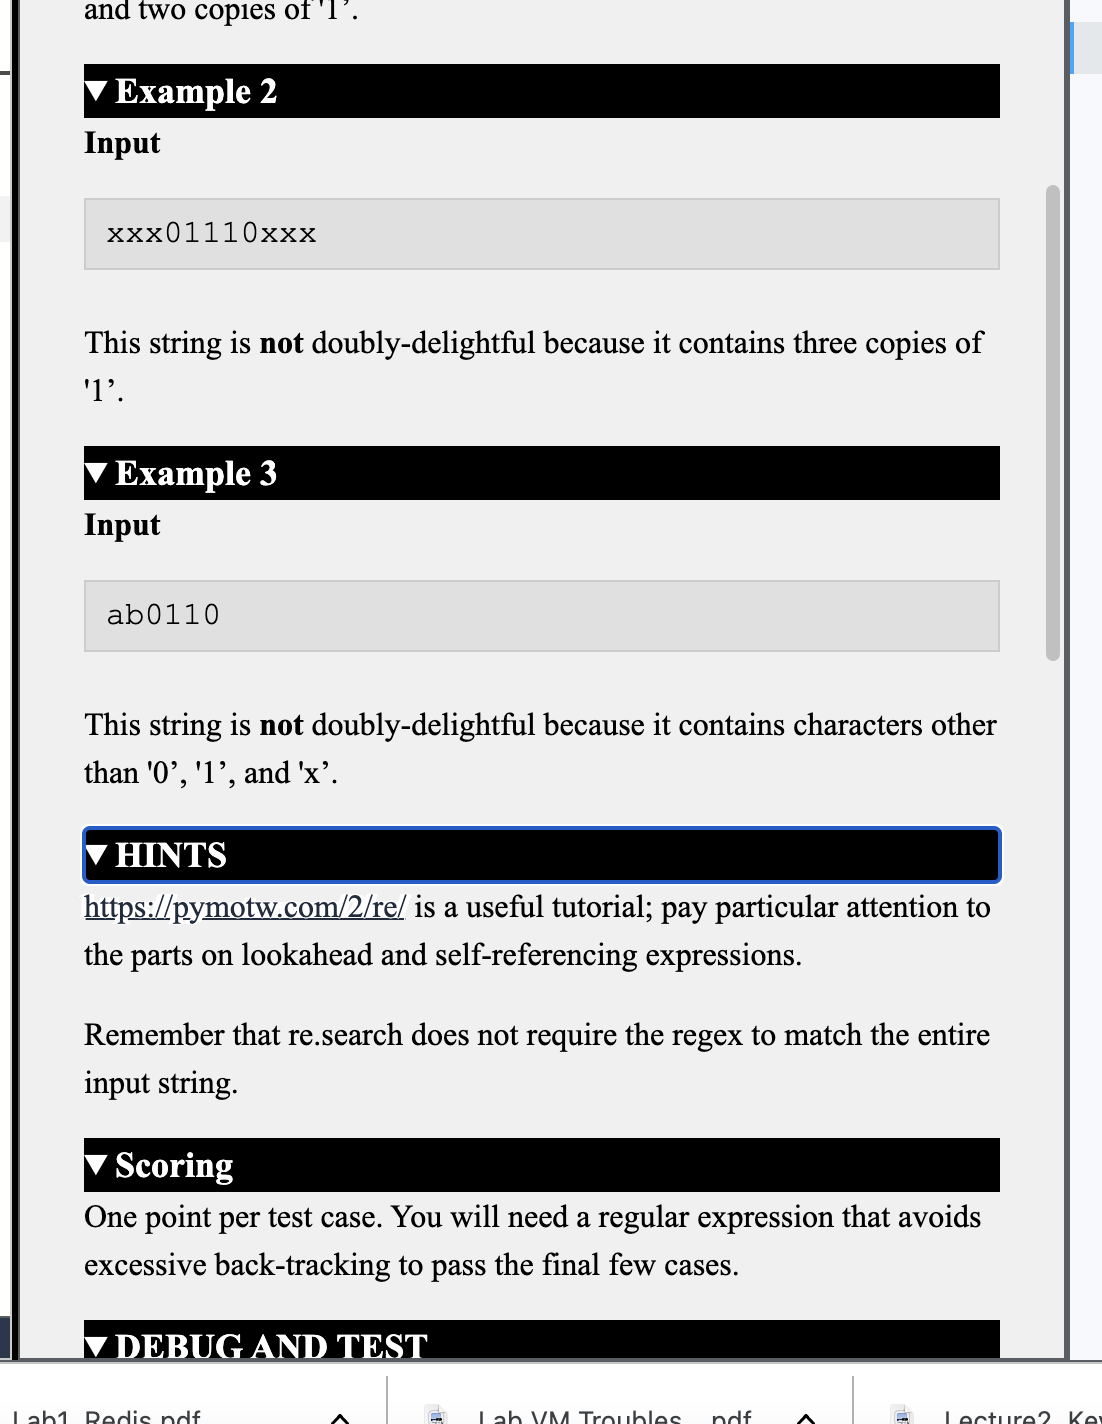 and two copies of '1’.
▼ Example 2
Input
xxx01110xxx
This string is not doubly-delightful because it contains three copies of
'1’.
▼ Example 3
Input
ab0110
This string is not doubly-delightful because it contains characters other
than '0’, '1’, and 'x’.
▼ HINTS
https://pymotw.com/2/re/ is a useful tutorial; pay particular attention to
the parts on lookahead and self-referencing expressions.
Remember that re.search does not require the regex to match the entire
input string.
▼ Scoring
One point per test case. You will need a regular expression that avoids
excessive back-tracking to pass the final few cases.
▼ DEBUG AND TEST
Lab1_Redis.pdf Lab VM Troubles....pdf Lecture2_Ke